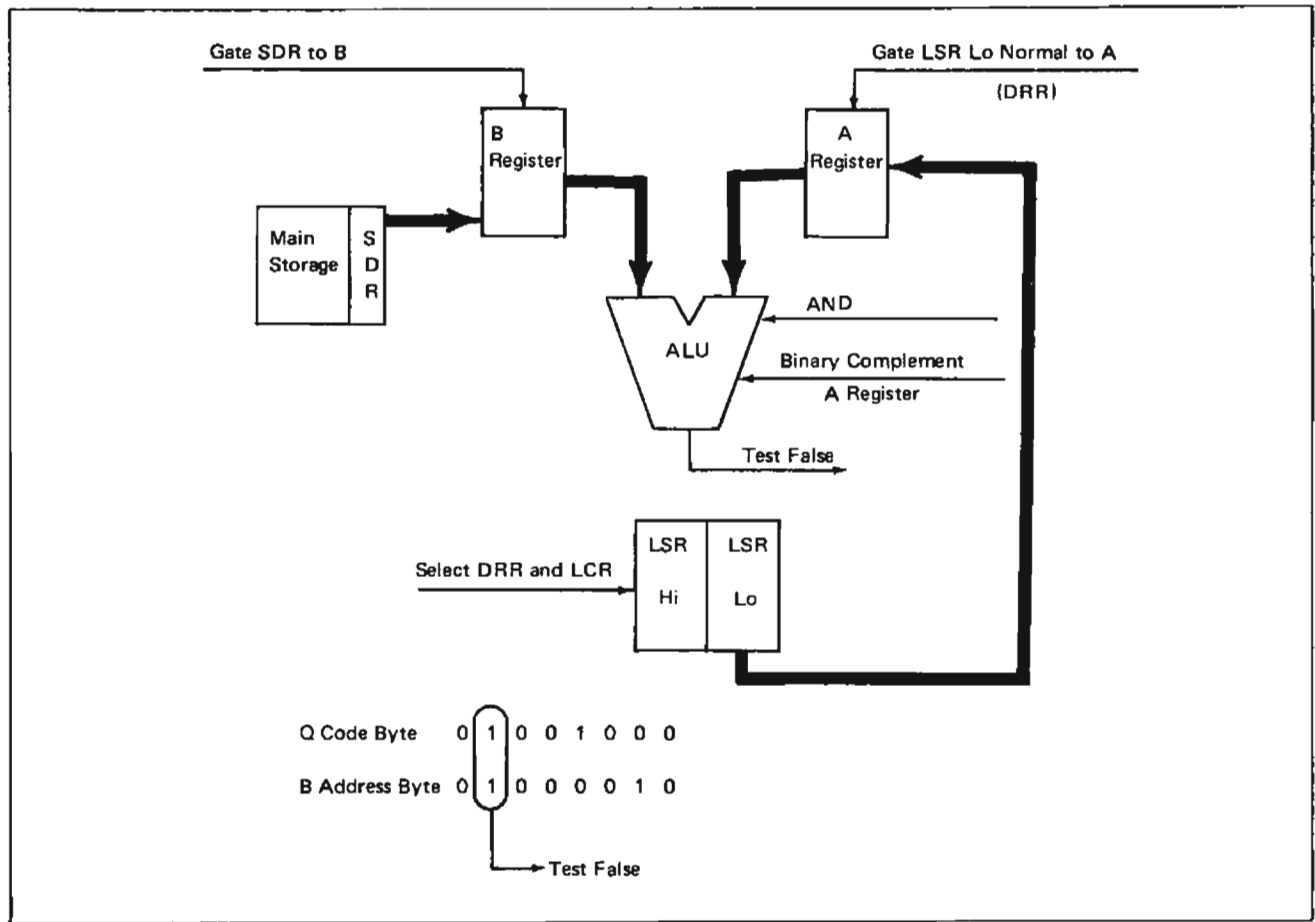 Gate SDR to B
Gate LSR Lo Normal to A
(DRR)
B
Register
A
Register
Main
Storage
S
D
R
AND
ALU
Binary Complement
A Register
Test False
LSR
Hi
LSR
Lo
Select DRR and LCR
Q Code Byte 0 1 0 0 1 0 0 0
B Address Byte 0 1 0 0 0 0 1 0
Test False